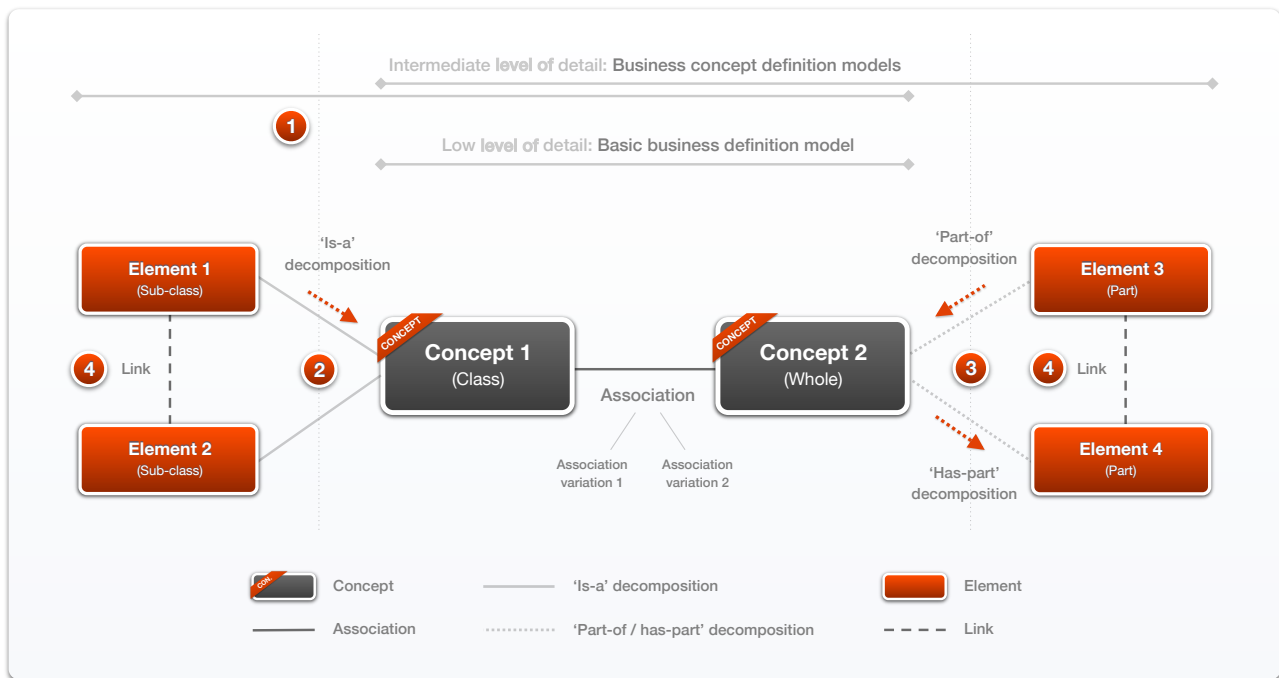 Intermediate level of detail: Business concept definition models
1
Low level of detail: Basic business definition model
‘Is-a’
decomposition
‘Part-of’
decomposition
Element 1
(Sub-class)
Element 3
(Part)
CONCEPT
Concept 1
(Class)
CONCEPT
Concept 2
(Whole)
4
Link
2
3
4
Link
Association
Association
variation 1
Association
variation 2
Element 2
(Sub-class)
Element 4
(Part)
‘Has-part’
decomposition
CON.
Concept
‘Is-a’ decomposition
Element
Association
‘Part-of / has-part’ decomposition
Link